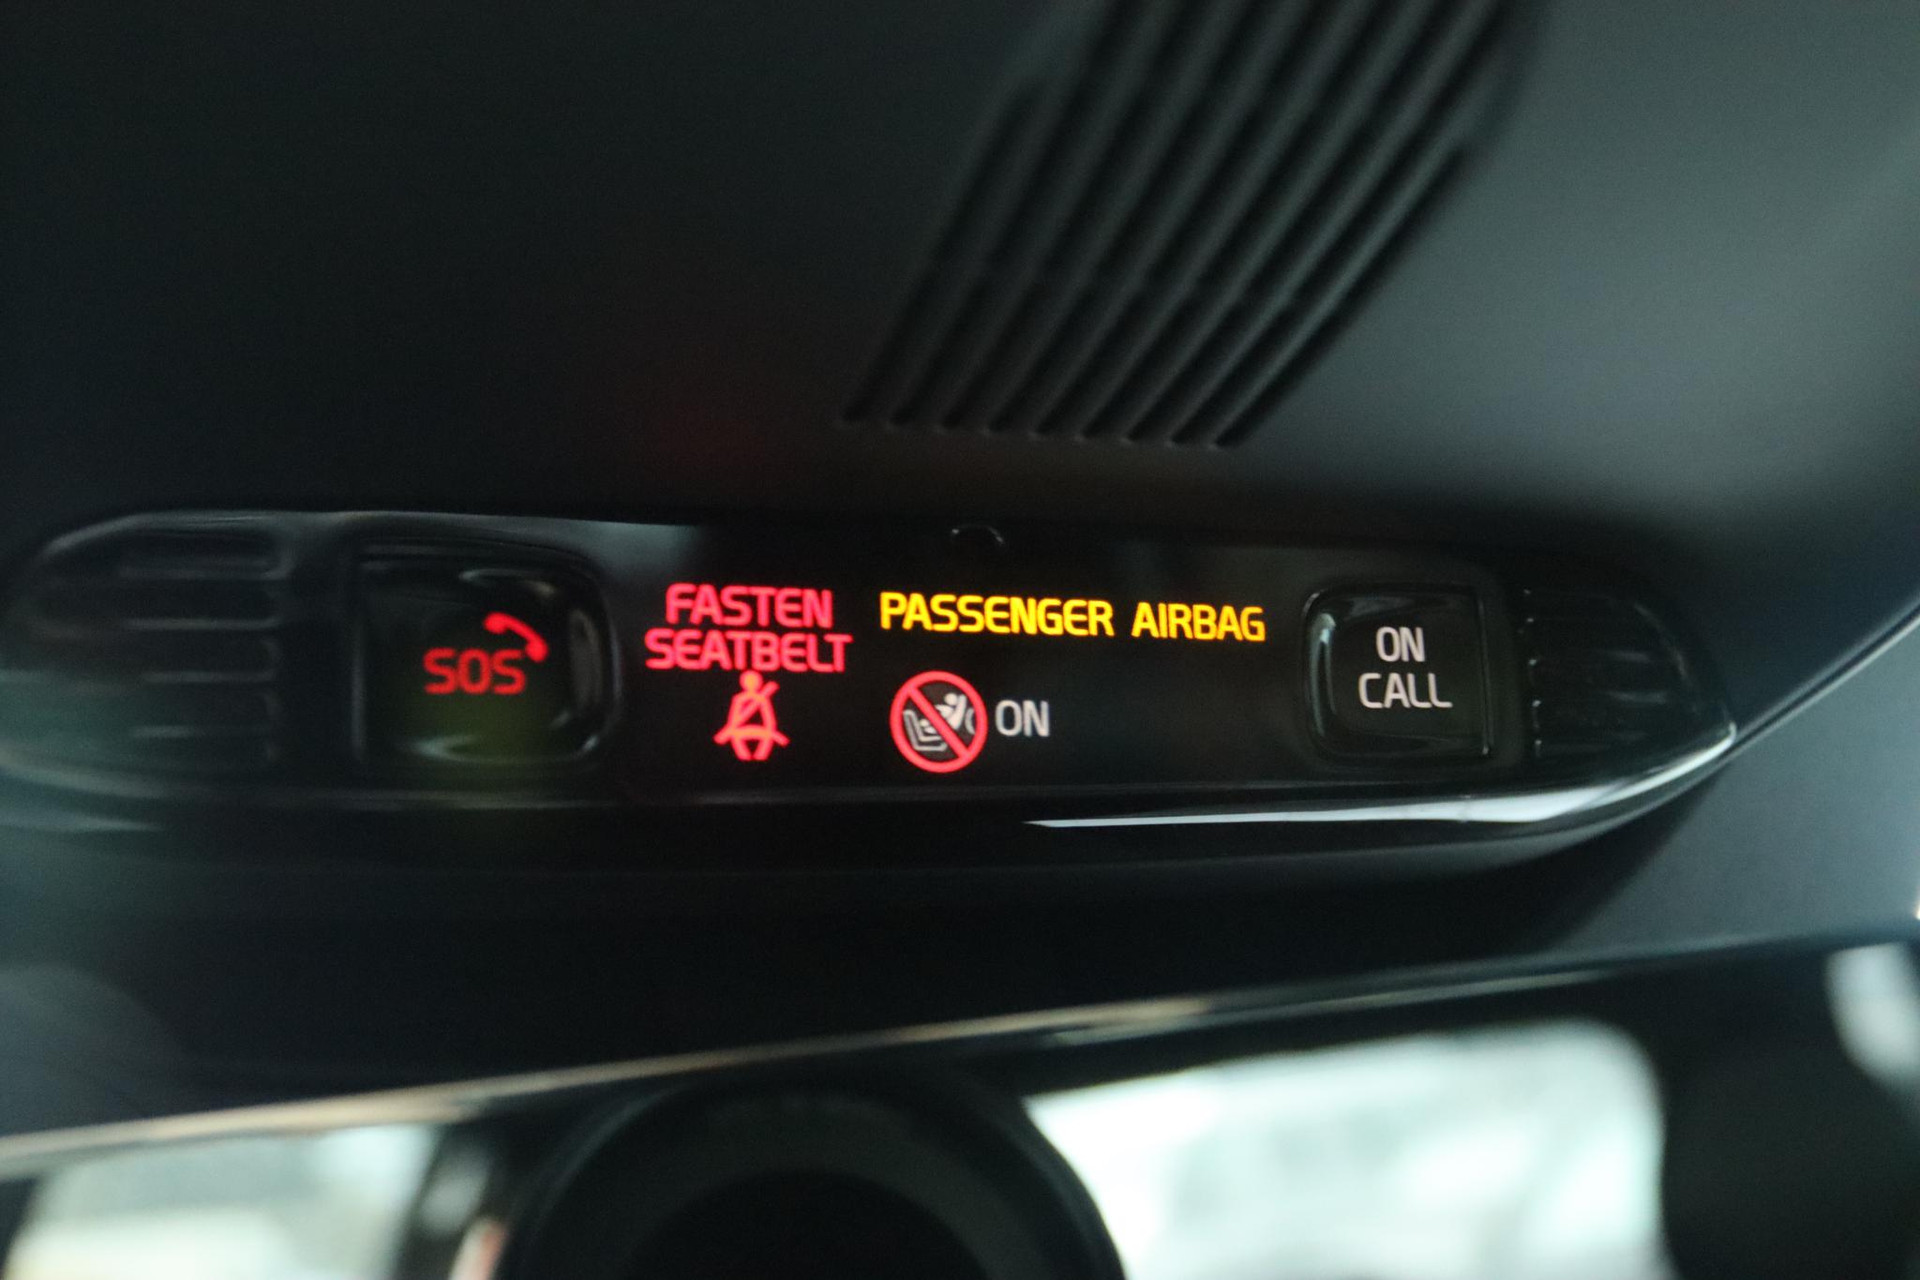 SOS
FASTEN
SEATBELT
PASSENGER AIRBAG
ON
ON
CALL